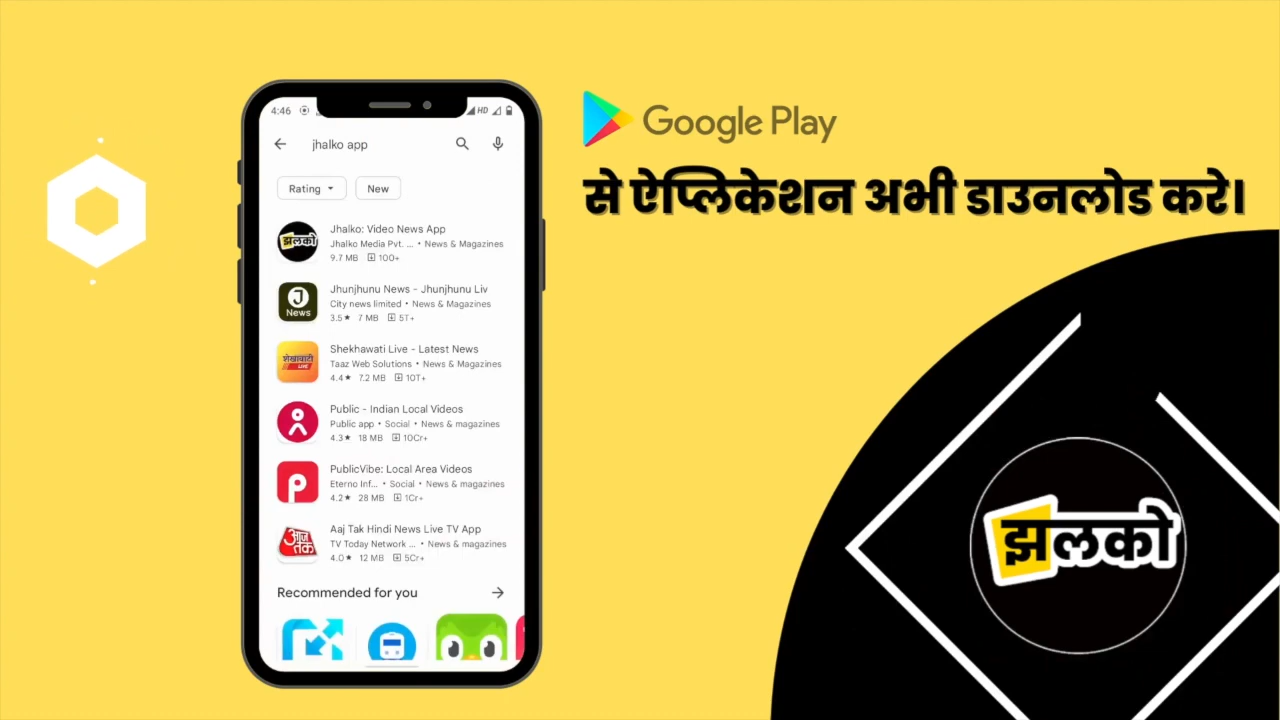 4:46 HD
jhalko app
Rating New
झलको
Jhalko: Video News App
Jhalko Media Pvt. ... • News & Magazines
9.7 MB 100+
J
News
Jhunjhunu News - Jhunjhunu Liv
City news limited • News & Magazines
3.5★ 7 MB 5T+
शेखावाटी
LIVE
Shekhawati Live - Latest News
Taaz Web Solutions • News & Magazines
4.4★ 7.2 MB 10T+
Public - Indian Local Videos
Public app • Social • News & magazines
4.3★ 18 MB 10Cr+
PublicVibe: Local Area Videos
Eterno Inf... • Social • News & magazines
4.2★ 28 MB 1Cr+
आज
तक
Aaj Tak Hindi News Live TV App
TV Today Network ... • News & magazines
4.0★ 12 MB 5Cr+
Recommended for you
Google Play
से ऐप्लिकेशन अभी डाउनलोड करे।
झलको